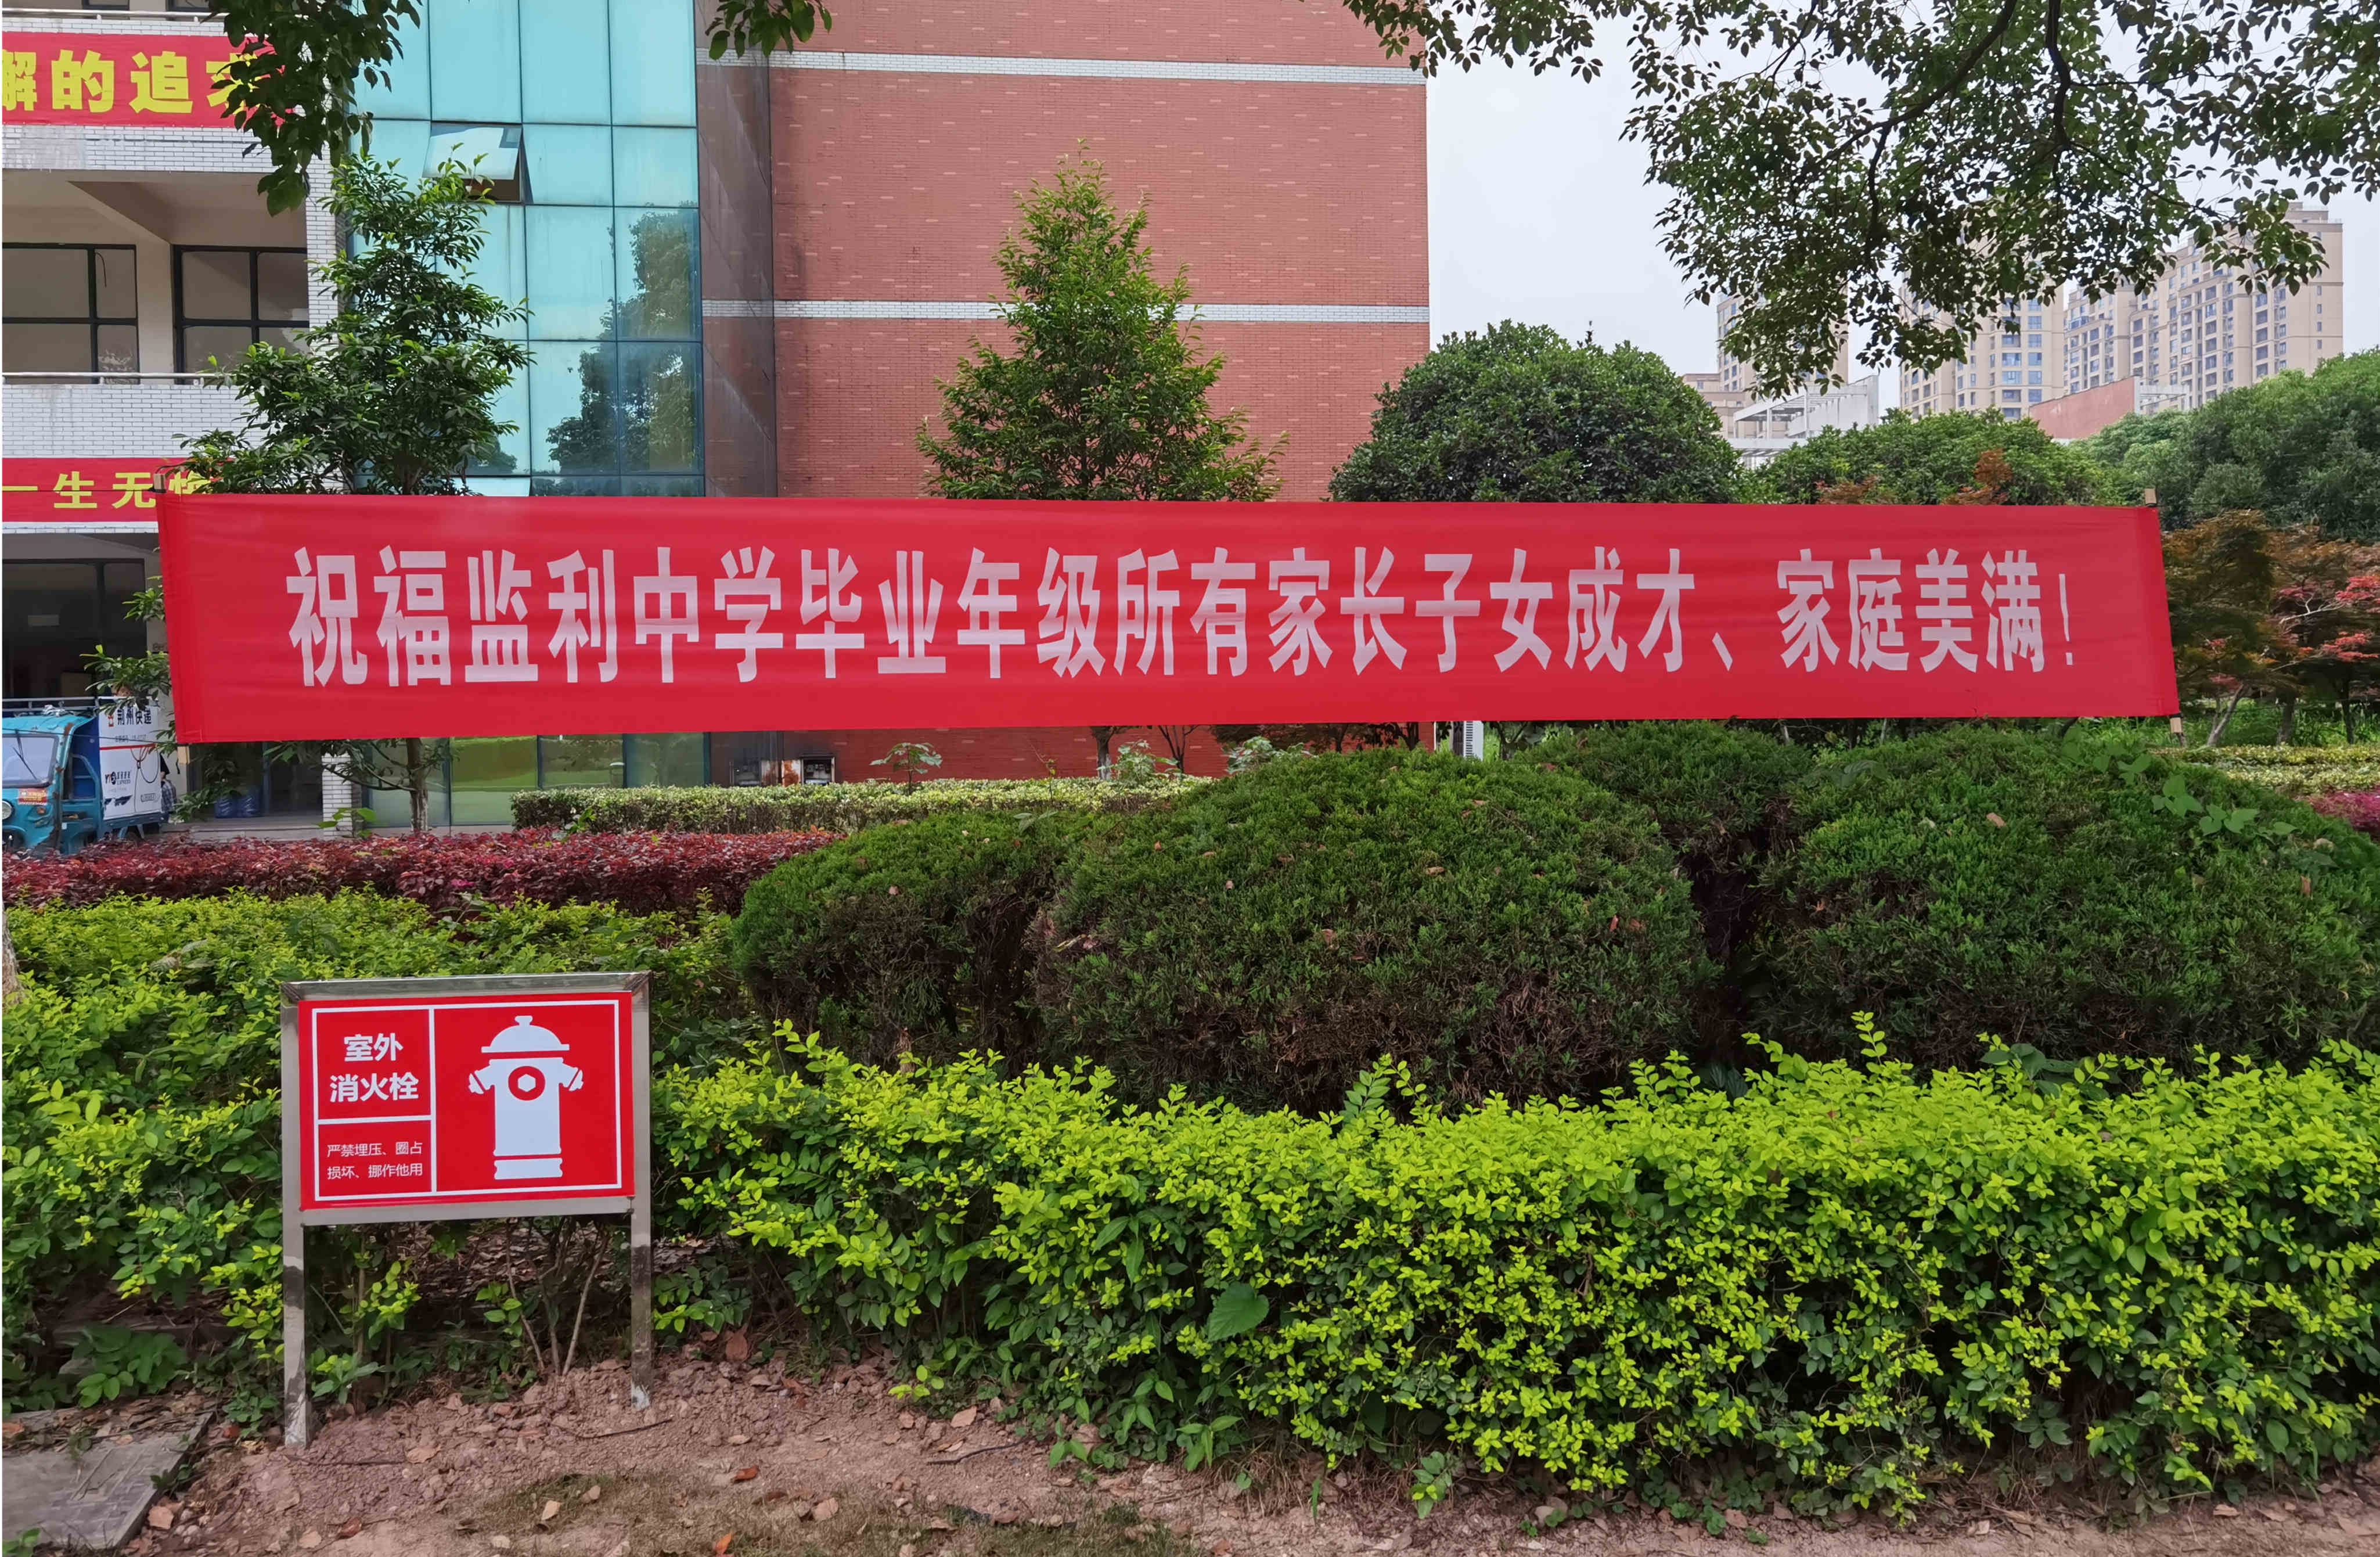 的追
一生无
祝福监利中学毕业年级所有家长子女成才、家庭美满！
荆州快递
室外
消火栓
严禁埋压、圈占
损坏、挪作他用